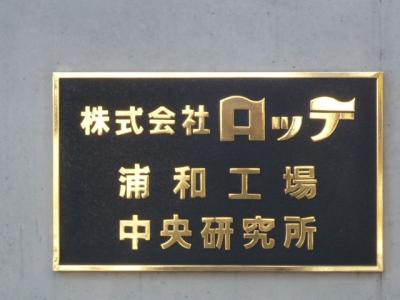 株式会社ロッテ
浦和工場
中央研究所